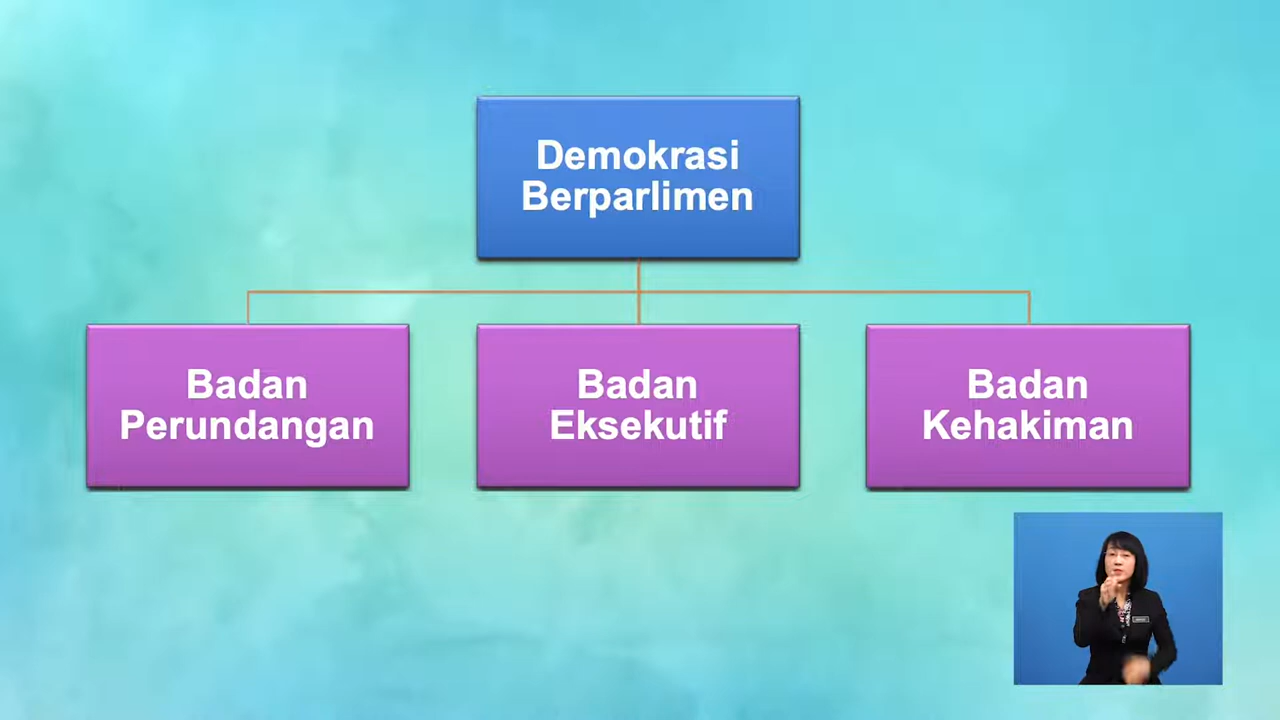 Demokrasi
Berparlimen
Badan
Perundangan
Badan
Eksekutif
Badan
Kehakiman